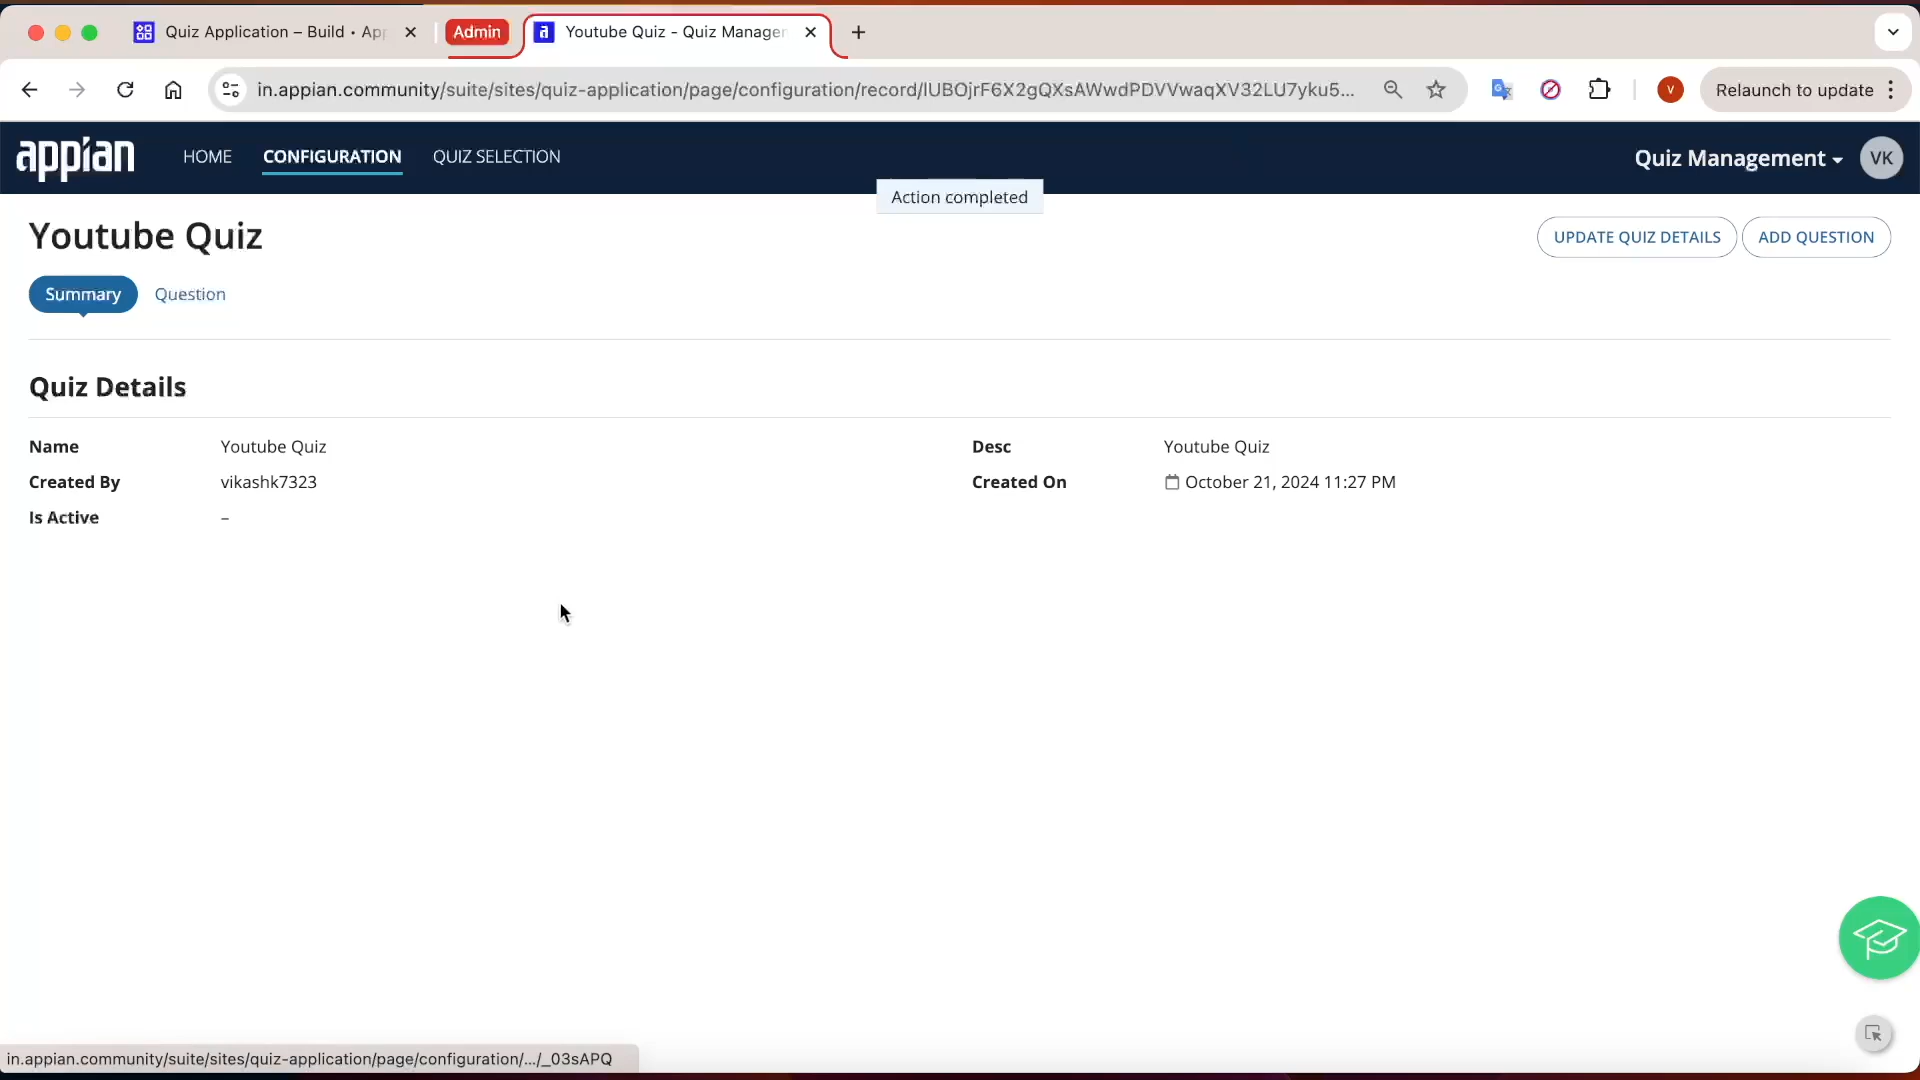 Quiz Application – Build • App
Admin
Youtube Quiz - Quiz Manager
in.appian.community/suite/sites/quiz-application/page/configuration/record/lUBOjrF6X2gQXsAWwdPDVVwaqXV32LU7yku5...
V
Relaunch to update
appian
HOME
CONFIGURATION
QUIZ SELECTION
Quiz Management
VK
Action completed
Youtube Quiz
UPDATE QUIZ DETAILS
ADD QUESTION
Summary
Question
Quiz Details
Name Youtube Quiz
Desc Youtube Quiz
Created By vikashk7323
Created On October 21, 2024 11:27 PM
Is Active –
in.appian.community/suite/sites/quiz-application/page/configuration/.../_03sAPQ